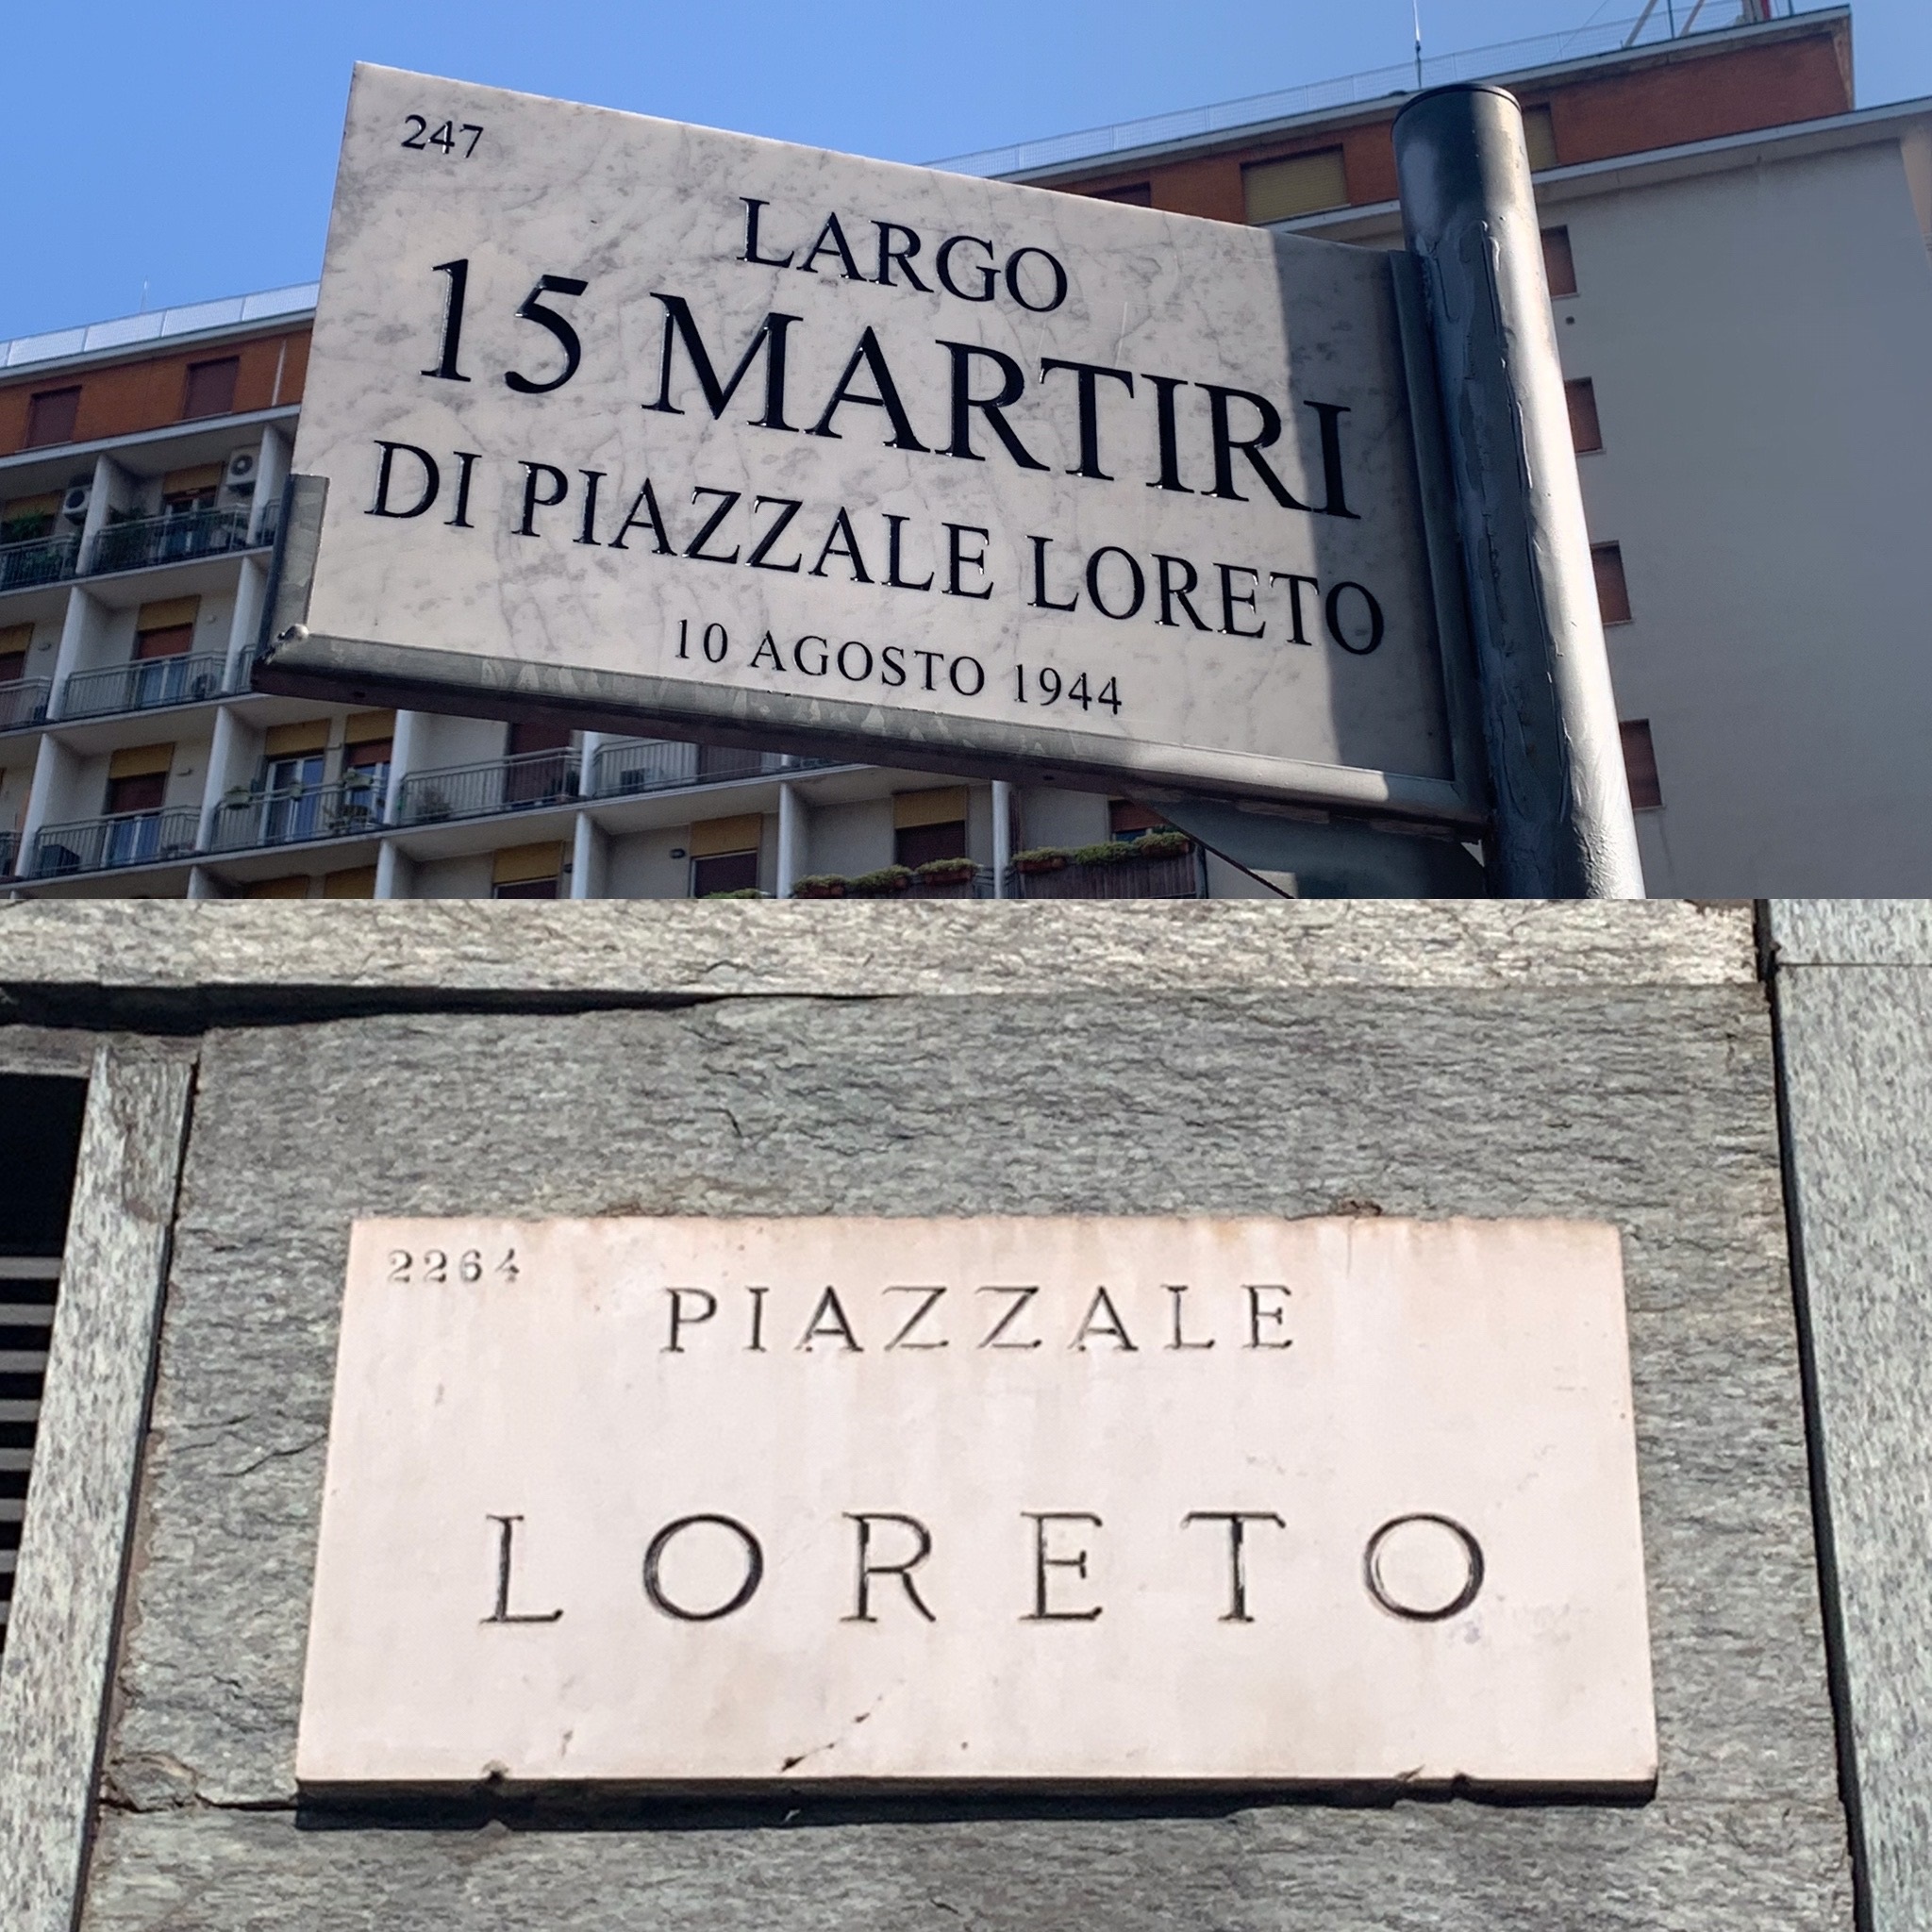 247
LARGO
15 MARTIRI
DI PIAZZALE LORETO
10 AGOSTO 1944
2264
PIAZZALE
LORETO